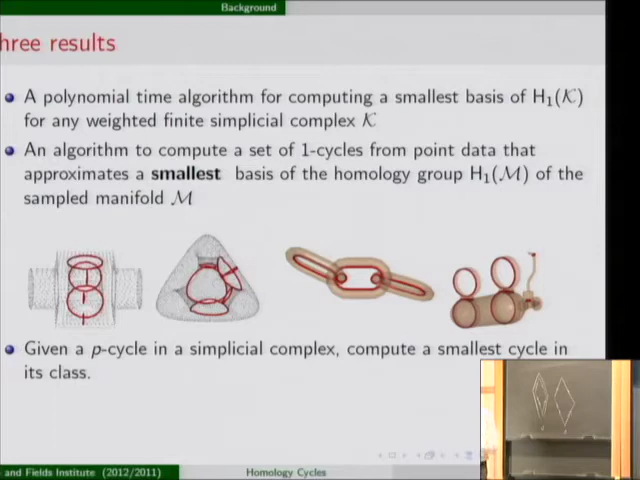 Background
hree results
A polynomial time algorithm for computing a smallest basis of H₁(𝒦)
for any weighted finite simplicial complex 𝒦
An algorithm to compute a set of 1-cycles from point data that
approximates a smallest basis of the homology group H₁(ℳ) of the
sampled manifold ℳ
Given a p-cycle in a simplicial complex, compute a smallest cycle in
its class.
and Fields Institute (2012/2011)
Homology Cycles